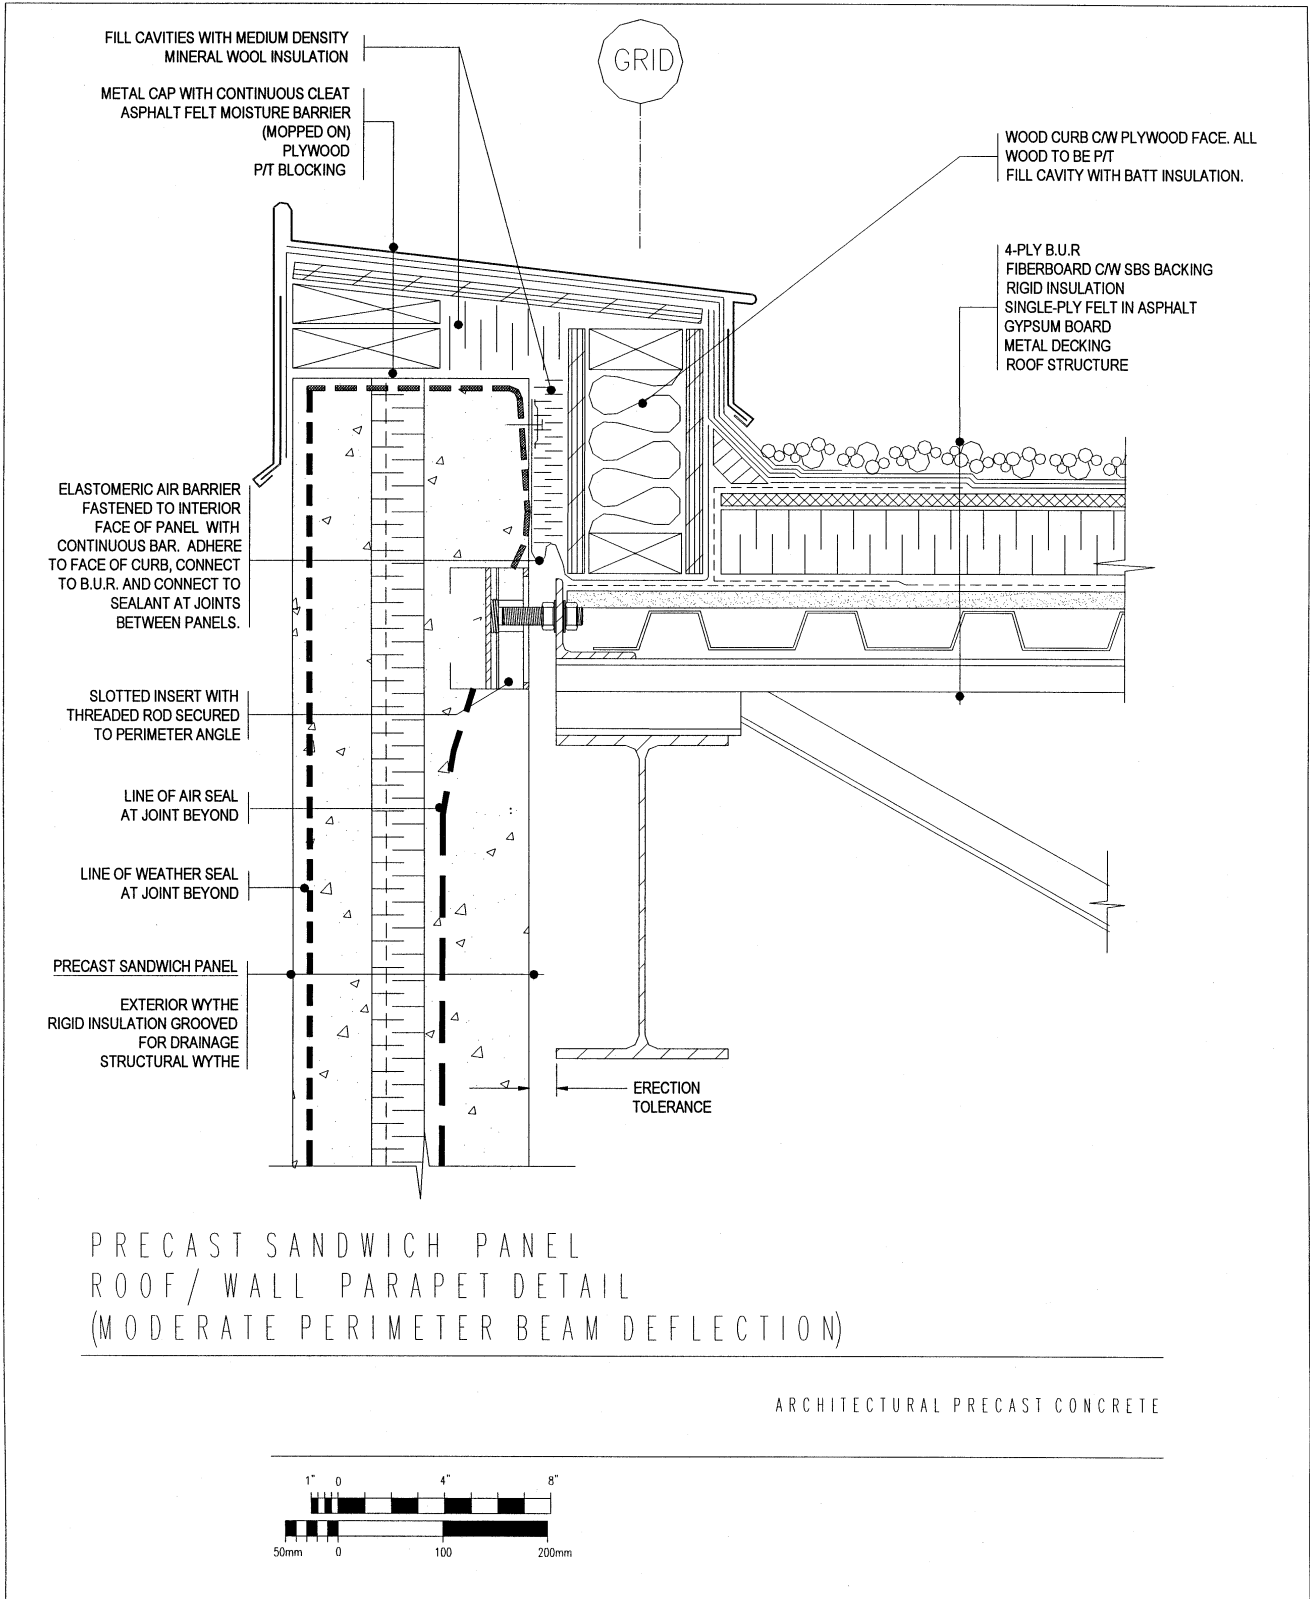 FILL CAVITIES WITH MEDIUM DENSITY
MINERAL WOOL INSULATION
METAL CAP WITH CONTINUOUS CLEAT
ASPHALT FELT MOISTURE BARRIER
(MOPPED ON)
PLYWOOD
P/T BLOCKING
GRID
WOOD CURB C/W PLYWOOD FACE. ALL
WOOD TO BE P/T
FILL CAVITY WITH BATT INSULATION.
4-PLY B.U.R
FIBERBOARD C/W SBS BACKING
RIGID INSULATION
SINGLE-PLY FELT IN ASPHALT
GYPSUM BOARD
METAL DECKING
ROOF STRUCTURE
ELASTOMERIC AIR BARRIER
FASTENED TO INTERIOR
FACE OF PANEL WITH
CONTINUOUS BAR. ADHERE
TO FACE OF CURB, CONNECT
TO B.U.R. AND CONNECT TO
SEALANT AT JOINTS
BETWEEN PANELS.
SLOTTED INSERT WITH
THREADED ROD SECURED
TO PERIMETER ANGLE
LINE OF AIR SEAL
AT JOINT BEYOND
LINE OF WEATHER SEAL
AT JOINT BEYOND
PRECAST SANDWICH PANEL
EXTERIOR WYTHE
RIGID INSULATION GROOVED
FOR DRAINAGE
STRUCTURAL WYTHE
ERECTION
TOLERANCE
PRECAST SANDWICH PANEL
ROOF/ WALL PARAPET DETAIL
(MODERATE PERIMETER BEAM DEFLECTION)
ARCHITECTURAL PRECAST CONCRETE
1" 0 4" 8"
50mm 0 100 200mm